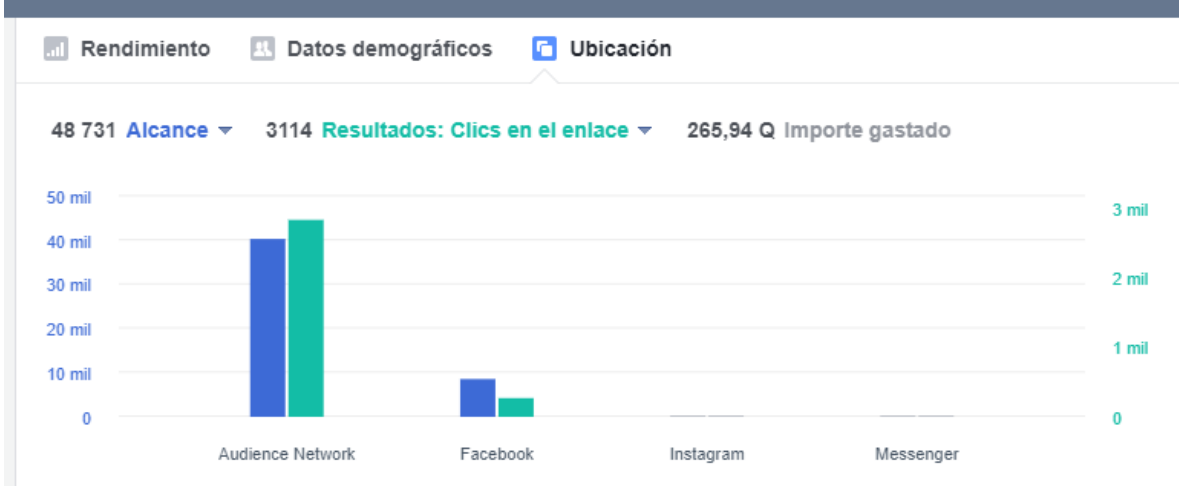 Rendimiento Datos demográficos Ubicación
48 731 Alcance 3114 Resultados: Clics en el enlace 265,94 Q Importe gastado
50 mil
3 mil
40 mil
30 mil
2 mil
20 mil
1 mil
10 mil
0 0
Audience Network Facebook Instagram Messenger